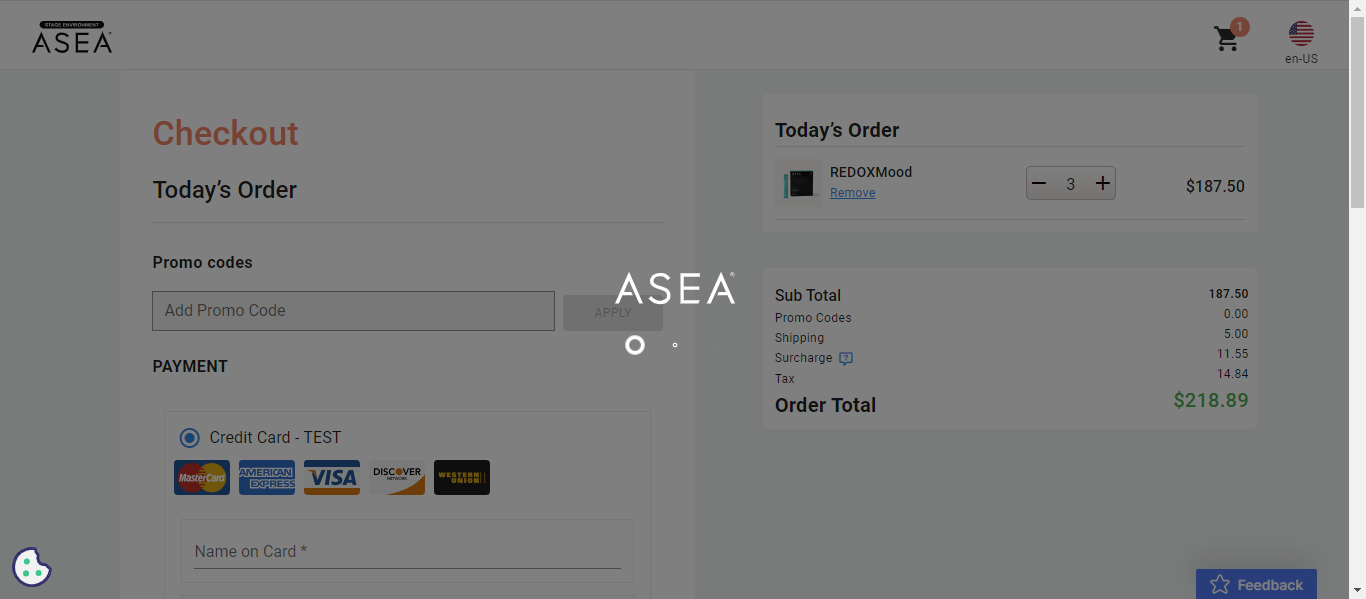 STAGE ENVIRONMENT
ASEA
1
en-US
Checkout
Today's Order
Promo codes
Add Promo Code
APPLY
PAYMENT
Credit Card - TEST
MasterCard
AMERICAN EXPRESS
VISA
DISCOVER
NETWORK
WESTERN
UNION
Name on Card *
ASEA®
Today's Order
REDOXMood
Remove
3
$187.50
Sub Total 187.50
Promo Codes 0.00
Shipping 5.00
Surcharge ? 11.55
Tax 14.84
Order Total $218.89
Feedback